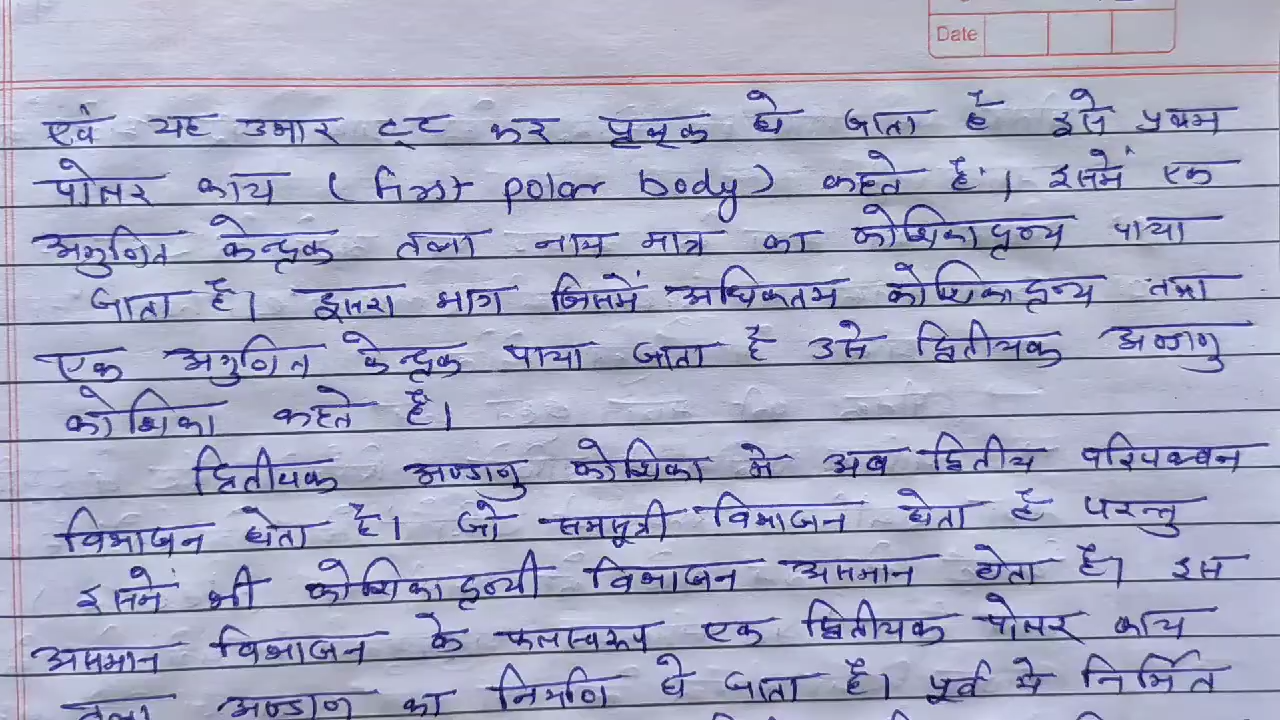 Date
एवं यह उभार टूट कर पृथक हो जाता है इसे प्रथम
पोलर काय (First polar body) कहते हैं। इसमें एक
अगुणित केन्द्रक तथा नाम मात्र का कोशिकाद्रव्य पाया
जाता है। दूसरा भाग जिसमें अधिकतम कोशिकाद्रव्य तथा
एक अगुणित केन्द्रक पाया जाता है उसे द्वितीयक अण्डाणु
कोशिका कहते है।
द्वितीयक अण्डाणु कोशिका मे अब द्वितीय परिपक्वन
विभाजन होता है। जो समसूत्री विभाजन होता है परन्तु
इसमें भी कोशिकाद्रव्यी विभाजन असमान होता है। इस
असमान विभाजन के फलस्वरूप एक द्वितीयक पोलर काय
तथा अण्डाणु का निर्माण हो जाता है। पूर्व मे निर्मित